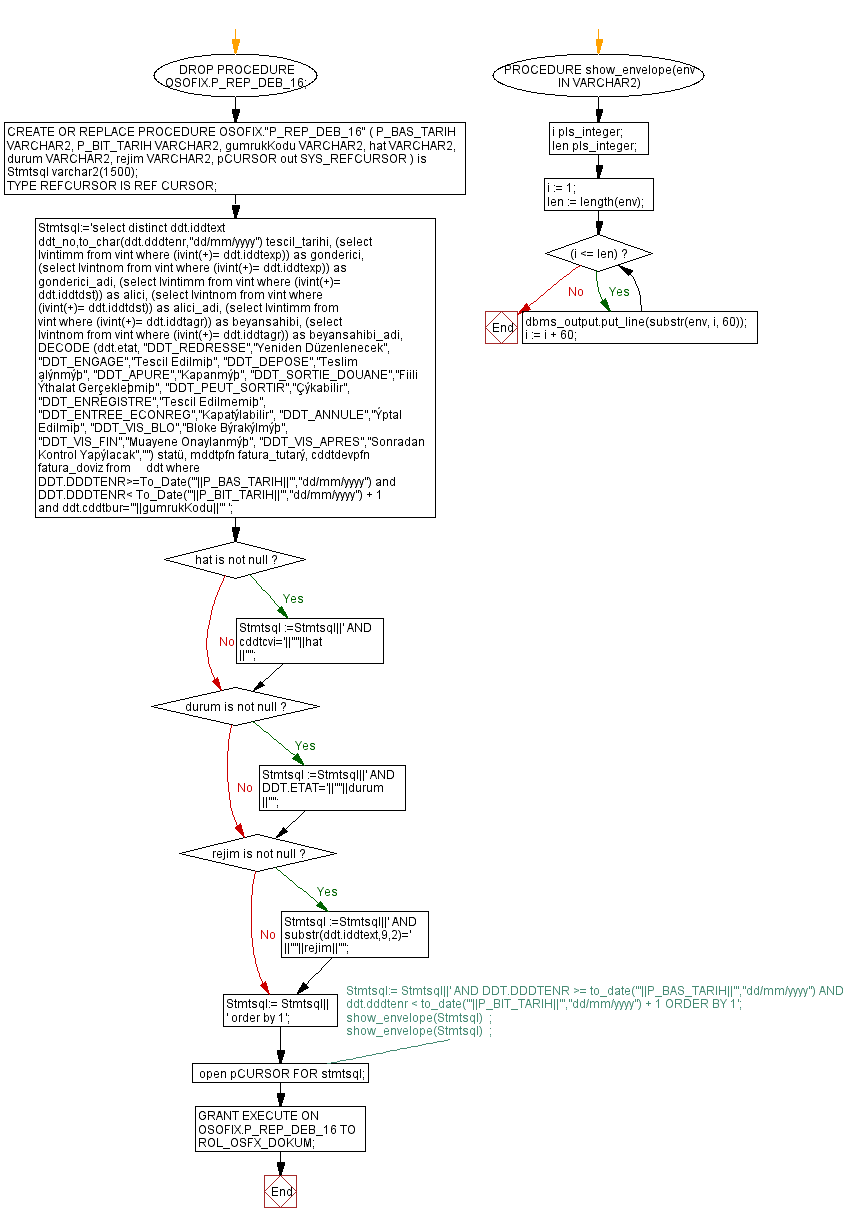 DROP PROCEDURE
OSOFIX.P_REP_DEB_16;
CREATE OR REPLACE PROCEDURE OSOFIX."P_REP_DEB_16" ( P_BAS_TARIH
VARCHAR2, P_BIT_TARIH VARCHAR2, gumrukKodu VARCHAR2, hat VARCHAR2,
durum VARCHAR2, rejim VARCHAR2, pCURSOR out SYS_REFCURSOR ) is
Stmtsql varchar2(1500);
TYPE REFCURSOR IS REF CURSOR;
Stmtsql:='select distinct ddt.iddtext
ddt_no,to_char(ddt.dddtenr,''dd/mm/yyyy'') tescil_tarihi, (select
lvintimm from vint where (ivint(+)= ddt.iddtexp)) as gonderici,
(select lvintnom from vint where (ivint(+)= ddt.iddtexp)) as
gonderici_adi, (select lvintimm from vint where (ivint(+)=
ddt.iddtdst)) as alici, (select lvintnom from vint where
(ivint(+)= ddt.iddtdst)) as alici_adi, (select lvintimm from
vint where (ivint(+)= ddt.iddtagr)) as beyansahibi, (select
lvintnom from vint where (ivint(+)= ddt.iddtagr)) as beyansahibi_adi,
DECODE (ddt.etat, ''DDT_REDRESSE'',''Yeniden Düzenlenecek'',
''DDT_ENGAGE'',''Tescil Edilmiþ'', ''DDT_DEPOSE'',''Teslim
alýnmýþ'', ''DDT_APURE'',''Kapanmýþ'', ''DDT_SORTIE_DOUANE'',''Fiili
Ýthalat Gerçekleþmiþ'', ''DDT_PEUT_SORTIR'',''Çýkabilir'',
''DDT_ENREGISTRE'',''Tescil Edilmemiþ'',
''DDT_ENTREE_ECONREG'',''Kapatýlabilir'', ''DDT_ANNULE'',''Ýptal
Edilmiþ'', ''DDT_VIS_BLO'',''Bloke Býrakýlmýþ'',
''DDT_VIS_FIN'',''Muayene Onaylanmýþ'', ''DDT_VIS_APRES'',''Sonradan
Kontrol Yapýlacak'','''') statü, mddtpfn fatura_tutarý, cddtdevpfn
fatura_doviz from ddt where
DDT.DDDTENR>=To_Date('''||P_BAS_TARIH||''',''dd/mm/yyyy'') and
DDT.DDDTENR< To_Date('''||P_BIT_TARIH||''',''dd/mm/yyyy'') + 1
and ddt.cddtbur='''||gumrukKodu||''' ';
hat is not null ?
Yes
No
Stmtsql :=Stmtsql||' AND
cddtcvi='||''''||hat
||'''';
durum is not null ?
Yes
No
Stmtsql :=Stmtsql||' AND
DDT.ETAT='||''''||durum
||'''';
rejim is not null ?
Yes
No
Stmtsql :=Stmtsql||' AND
substr(ddt.iddtext,9,2)='
||''''||rejim||'''';
Stmtsql:= Stmtsql||
' order by 1';
Stmtsql:= Stmtsql||' AND DDT.DDDTENR >= to_date('''||P_BAS_TARIH||''',''dd/mm/yyyy'') AND
ddt.dddtenr < to_date('''||P_BIT_TARIH||''',''dd/mm/yyyy'') + 1 ORDER BY 1';
show_envelope(Stmtsql) ;
show_envelope(Stmtsql) ;
open pCURSOR FOR stmtsql;
GRANT EXECUTE ON
OSOFIX.P_REP_DEB_16 TO
ROL_OSFX_DOKUM;
End
PROCEDURE show_envelope(env
IN VARCHAR2)
i pls_integer;
len pls_integer;
i := 1;
len := length(env);
(i <= len) ?
No
Yes
End
dbms_output.put_line(substr(env, i, 60));
i := i + 60;